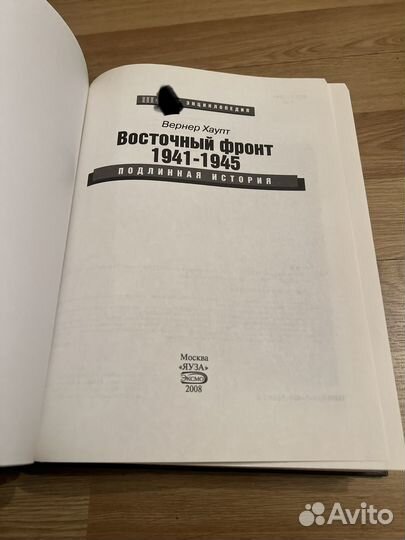 ЭНЦИКЛОПЕДИЯ
Вернер Хаупт
Восточный фронт
1941-1945
ПОДЛИННАЯ ИСТОРИЯ
Москва
«ЯУЗА»
ЭКСМО
2008
Avito